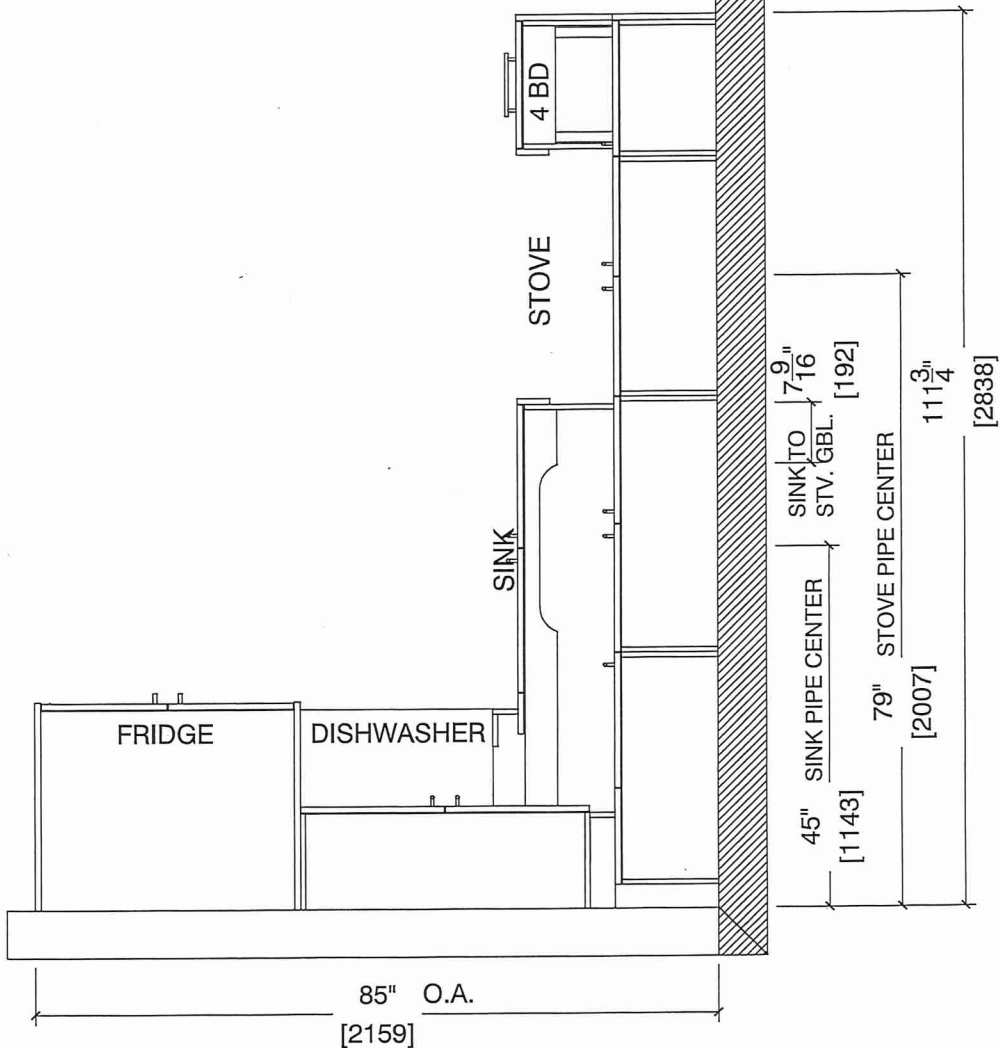 4 BD
STOVE
SINK
FRIDGE
DISHWASHER
7 9/16"
[192]
SINK TO
STV. GBL.
45" SINK PIPE CENTER
[1143]
79" STOVE PIPE CENTER
[2007]
111 3/4"
[2838]
85" O.A.
[2159]